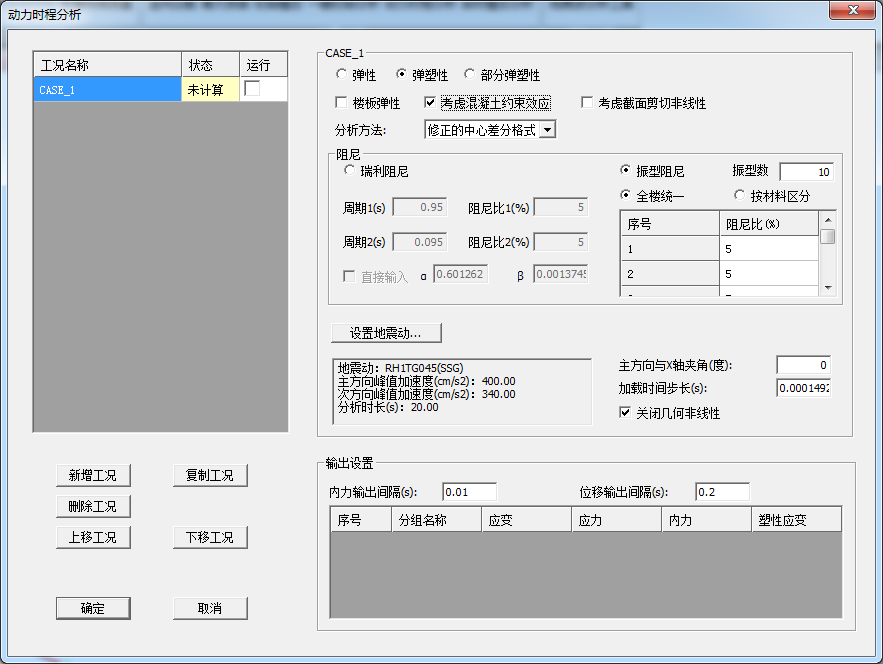 动力时程分析
工况名称 状态 运行
CASE_1 未计算
CASE_1
弹性 弹塑性 部分弹塑性
楼板弹性 考虑混凝土约束效应 考虑截面剪切非线性
分析方法: 修正的中心差分格式
阻尼
瑞利阻尼 振型阻尼 振型数 10
全楼统一 按材料区分
周期1(s) 0.95 阻尼比1(%) 5
周期2(s) 0.095 阻尼比2(%) 5
直接输入 α 0.601262 β 0.0013745
序号 阻尼比(%)
1 5
2 5
设置地震动...
地震动: RH1TG045(SSG)
主方向峰值加速度(cm/s2): 400.00
次方向峰值加速度(cm/s2): 340.00
分析时长(s): 20.00
主方向与X轴夹角(度): 0
加载时间步长(s): 0.0001492
关闭几何非线性
新增工况 复制工况
删除工况
上移工况 下移工况
确定 取消
输出设置
内力输出间隔(s): 0.01 位移输出间隔(s): 0.2
序号 分组名称 应变 应力 内力 塑性应变